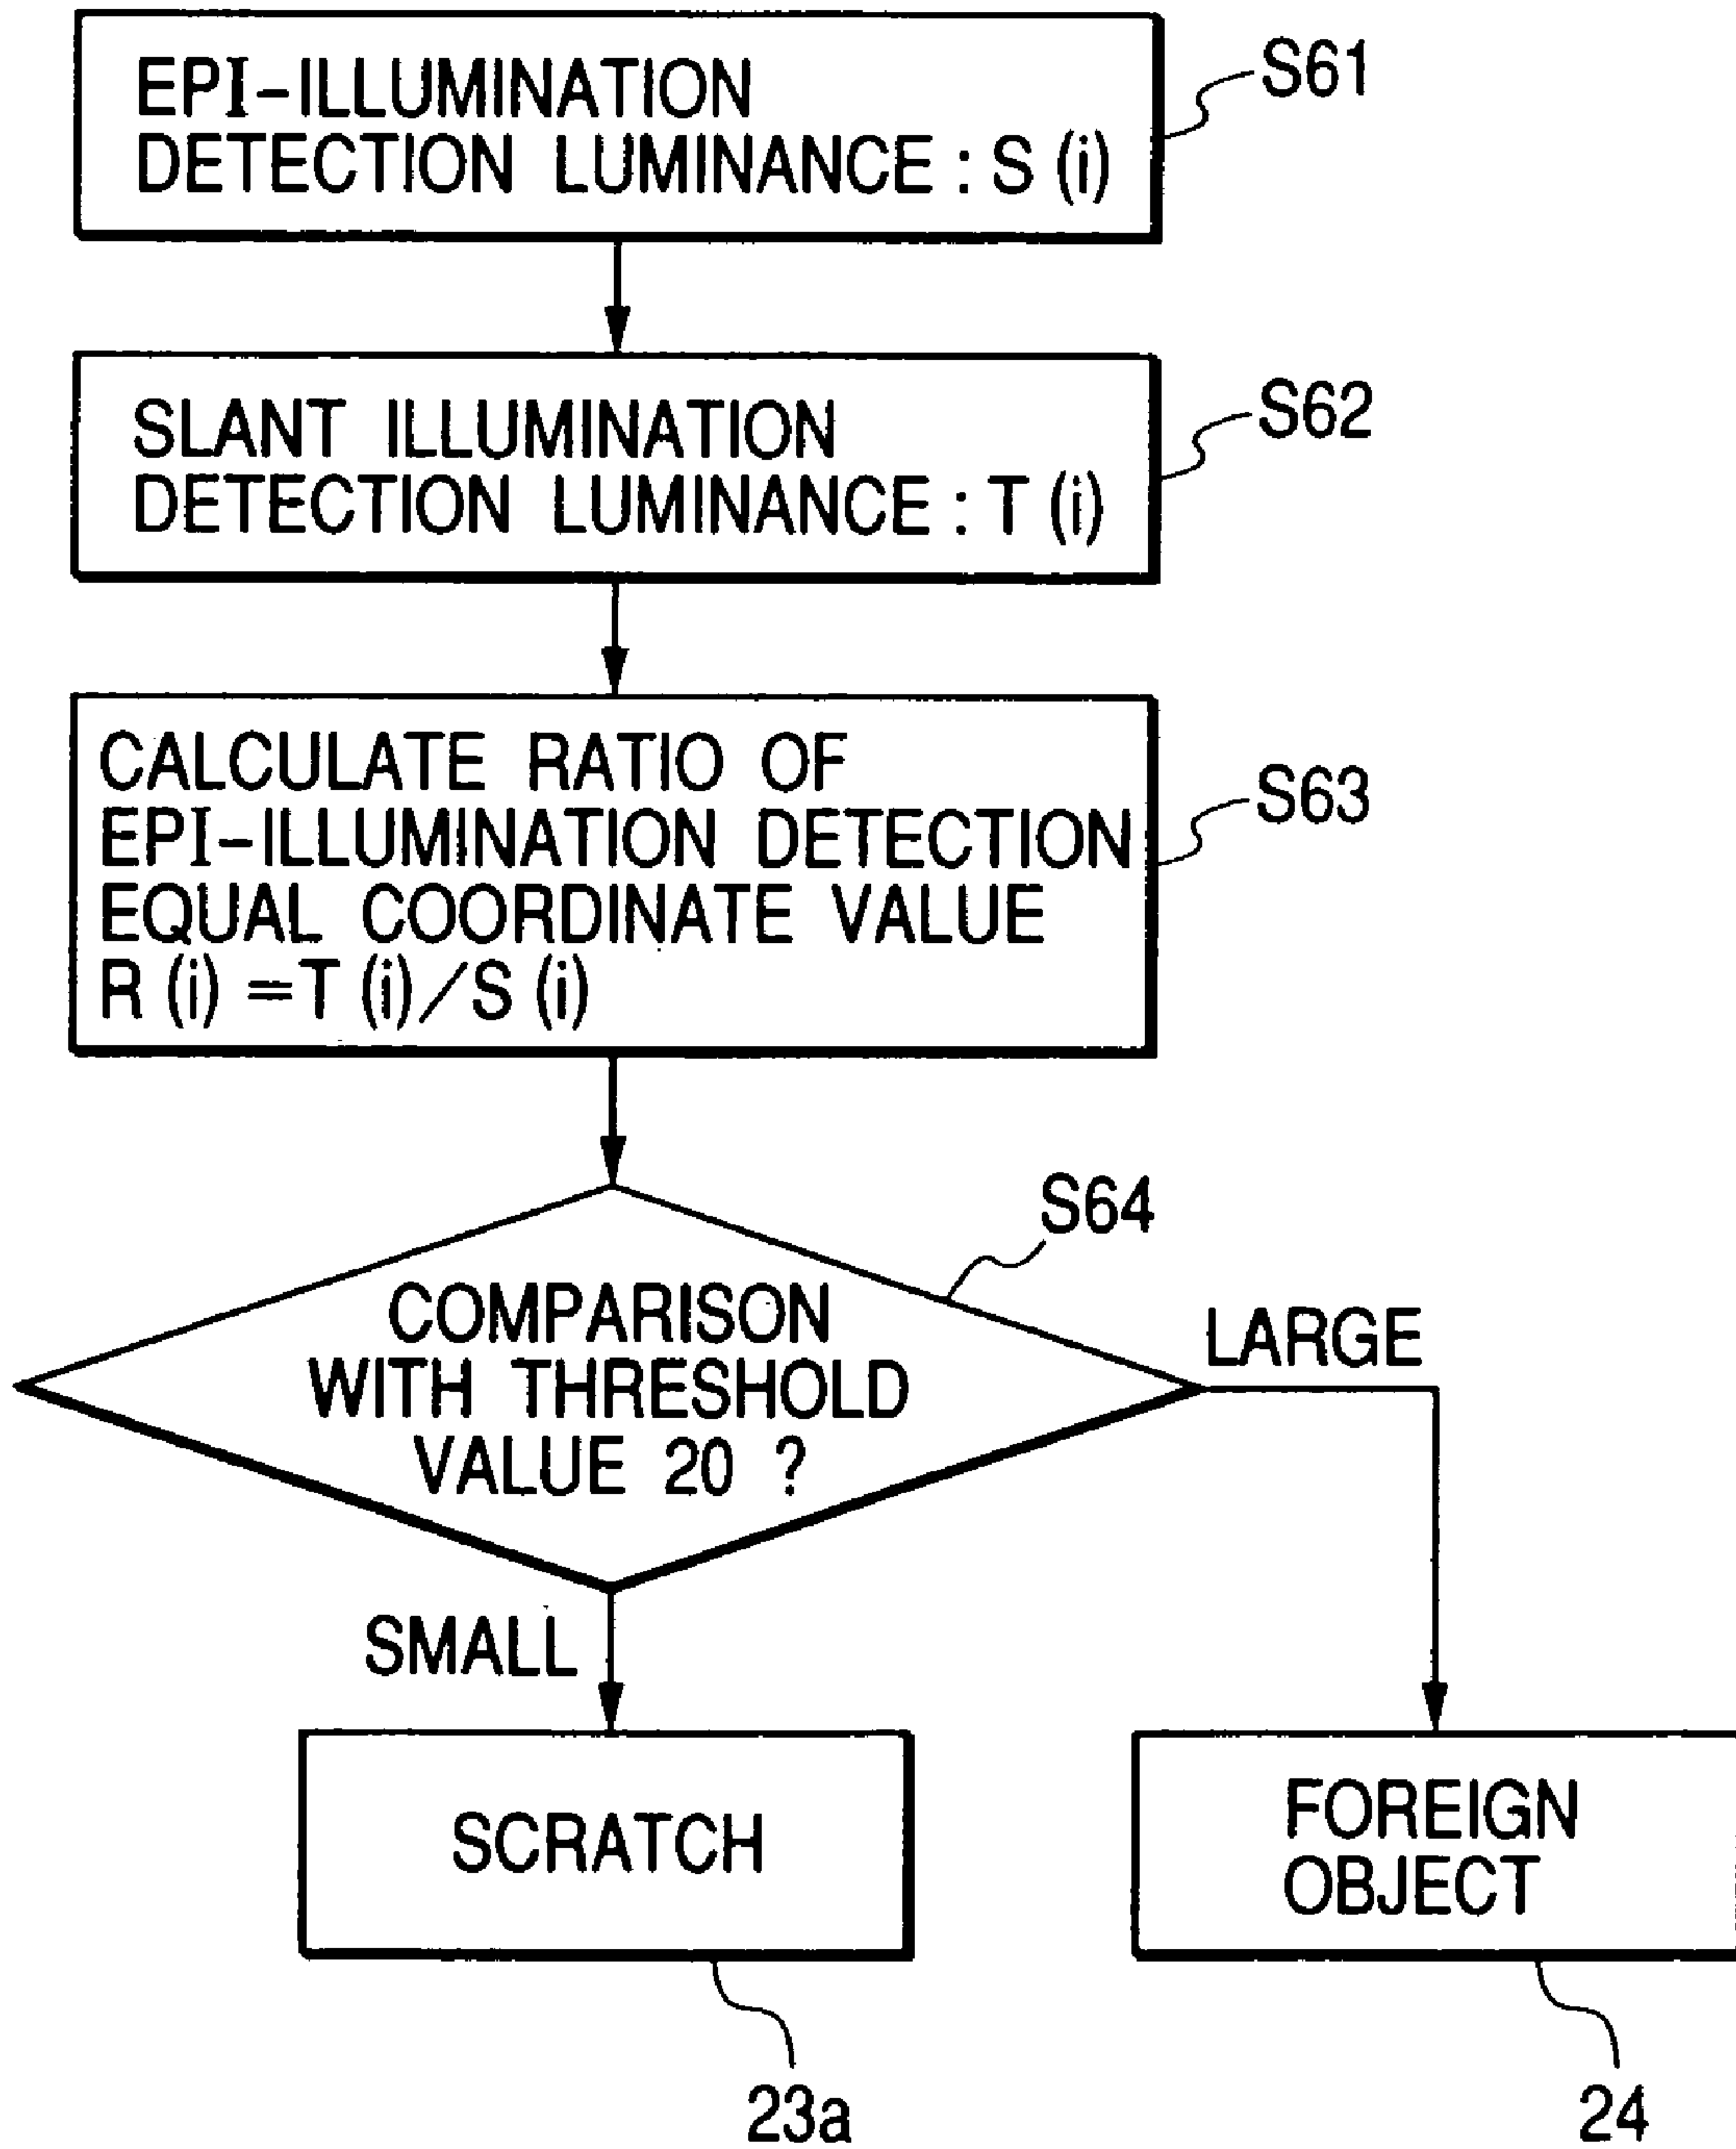 EPI-ILLUMINATION
DETECTION LUMINANCE : S (i)
S61
SLANT ILLUMINATION
DETECTION LUMINANCE : T (i)
S62
CALCULATE RATIO OF
EPI-ILLUMINATION DETECTION
EQUAL COORDINATE VALUE
R (i) = T (i)/S (i)
S63
S64
COMPARISON
WITH THRESHOLD
VALUE 20 ?
LARGE
SMALL
SCRATCH
FOREIGN
OBJECT
23a
24